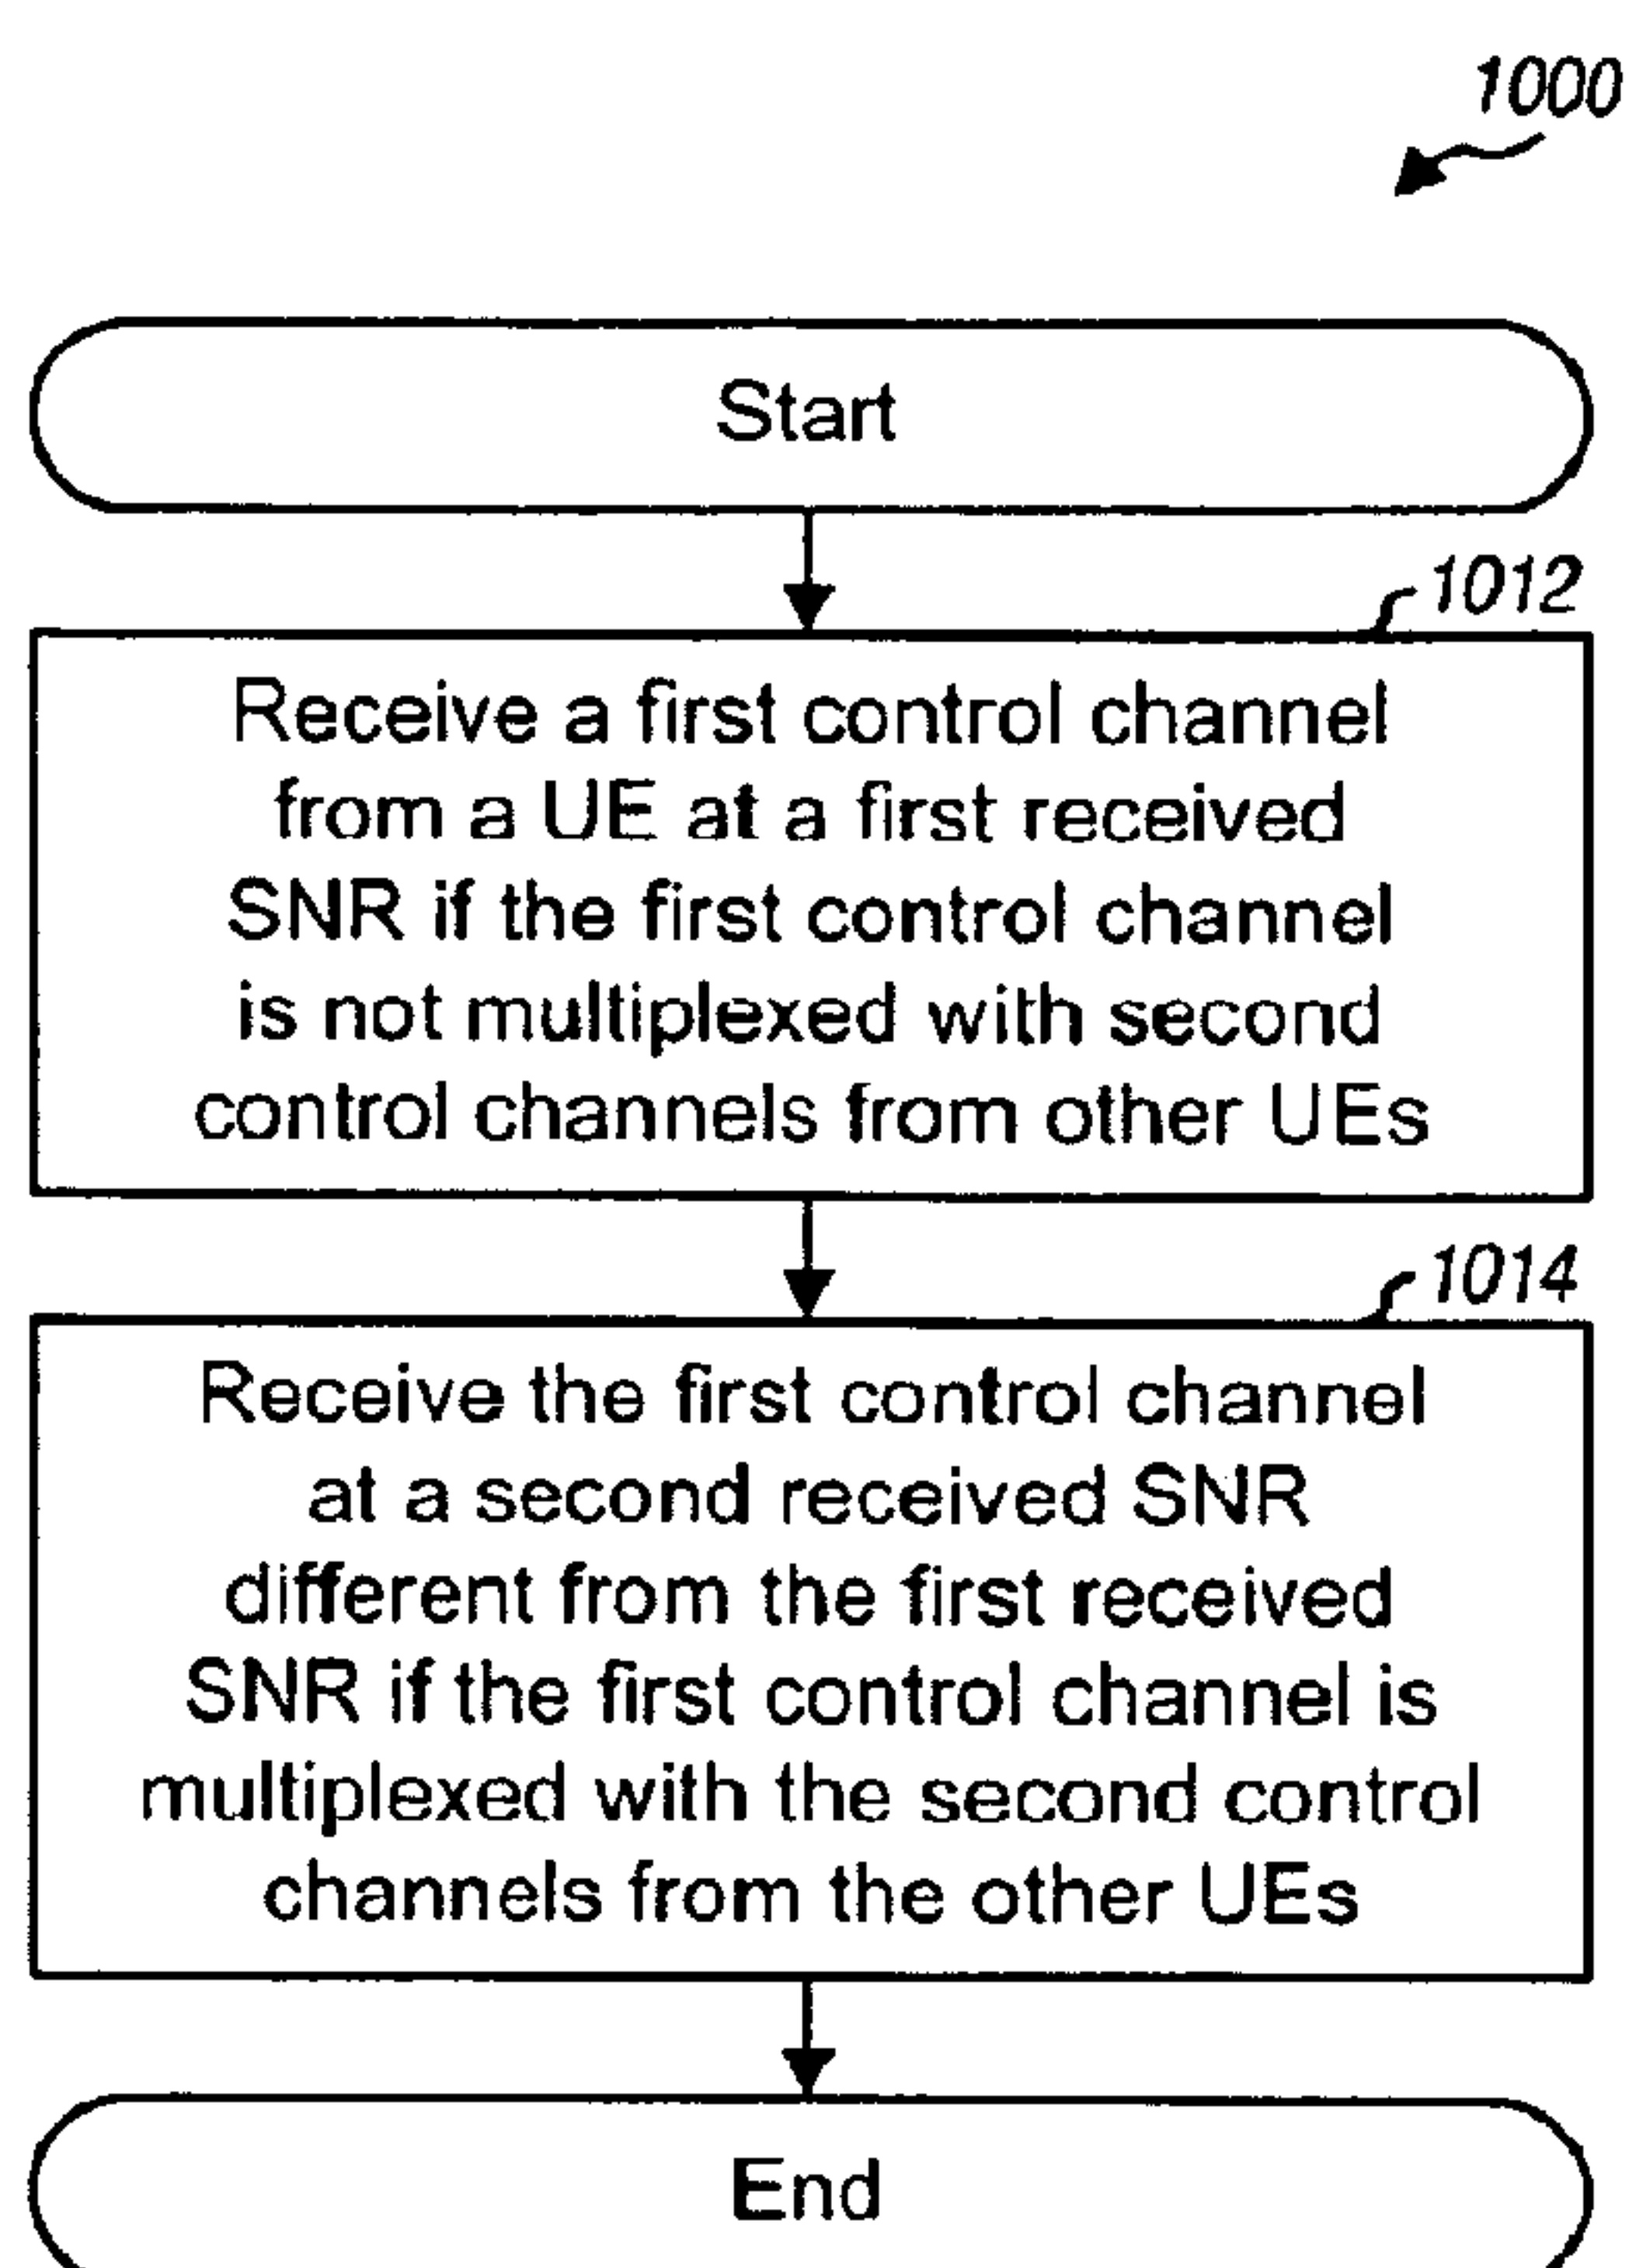 1000
Start
1012
Receive a first control channel
from a UE at a first received
SNR if the first control channel
is not multiplexed with second
control channels from other UEs
1014
Receive the first control channel
at a second received SNR
different from the first received
SNR if the first control channel is
multiplexed with the second control
channels from the other UEs
End